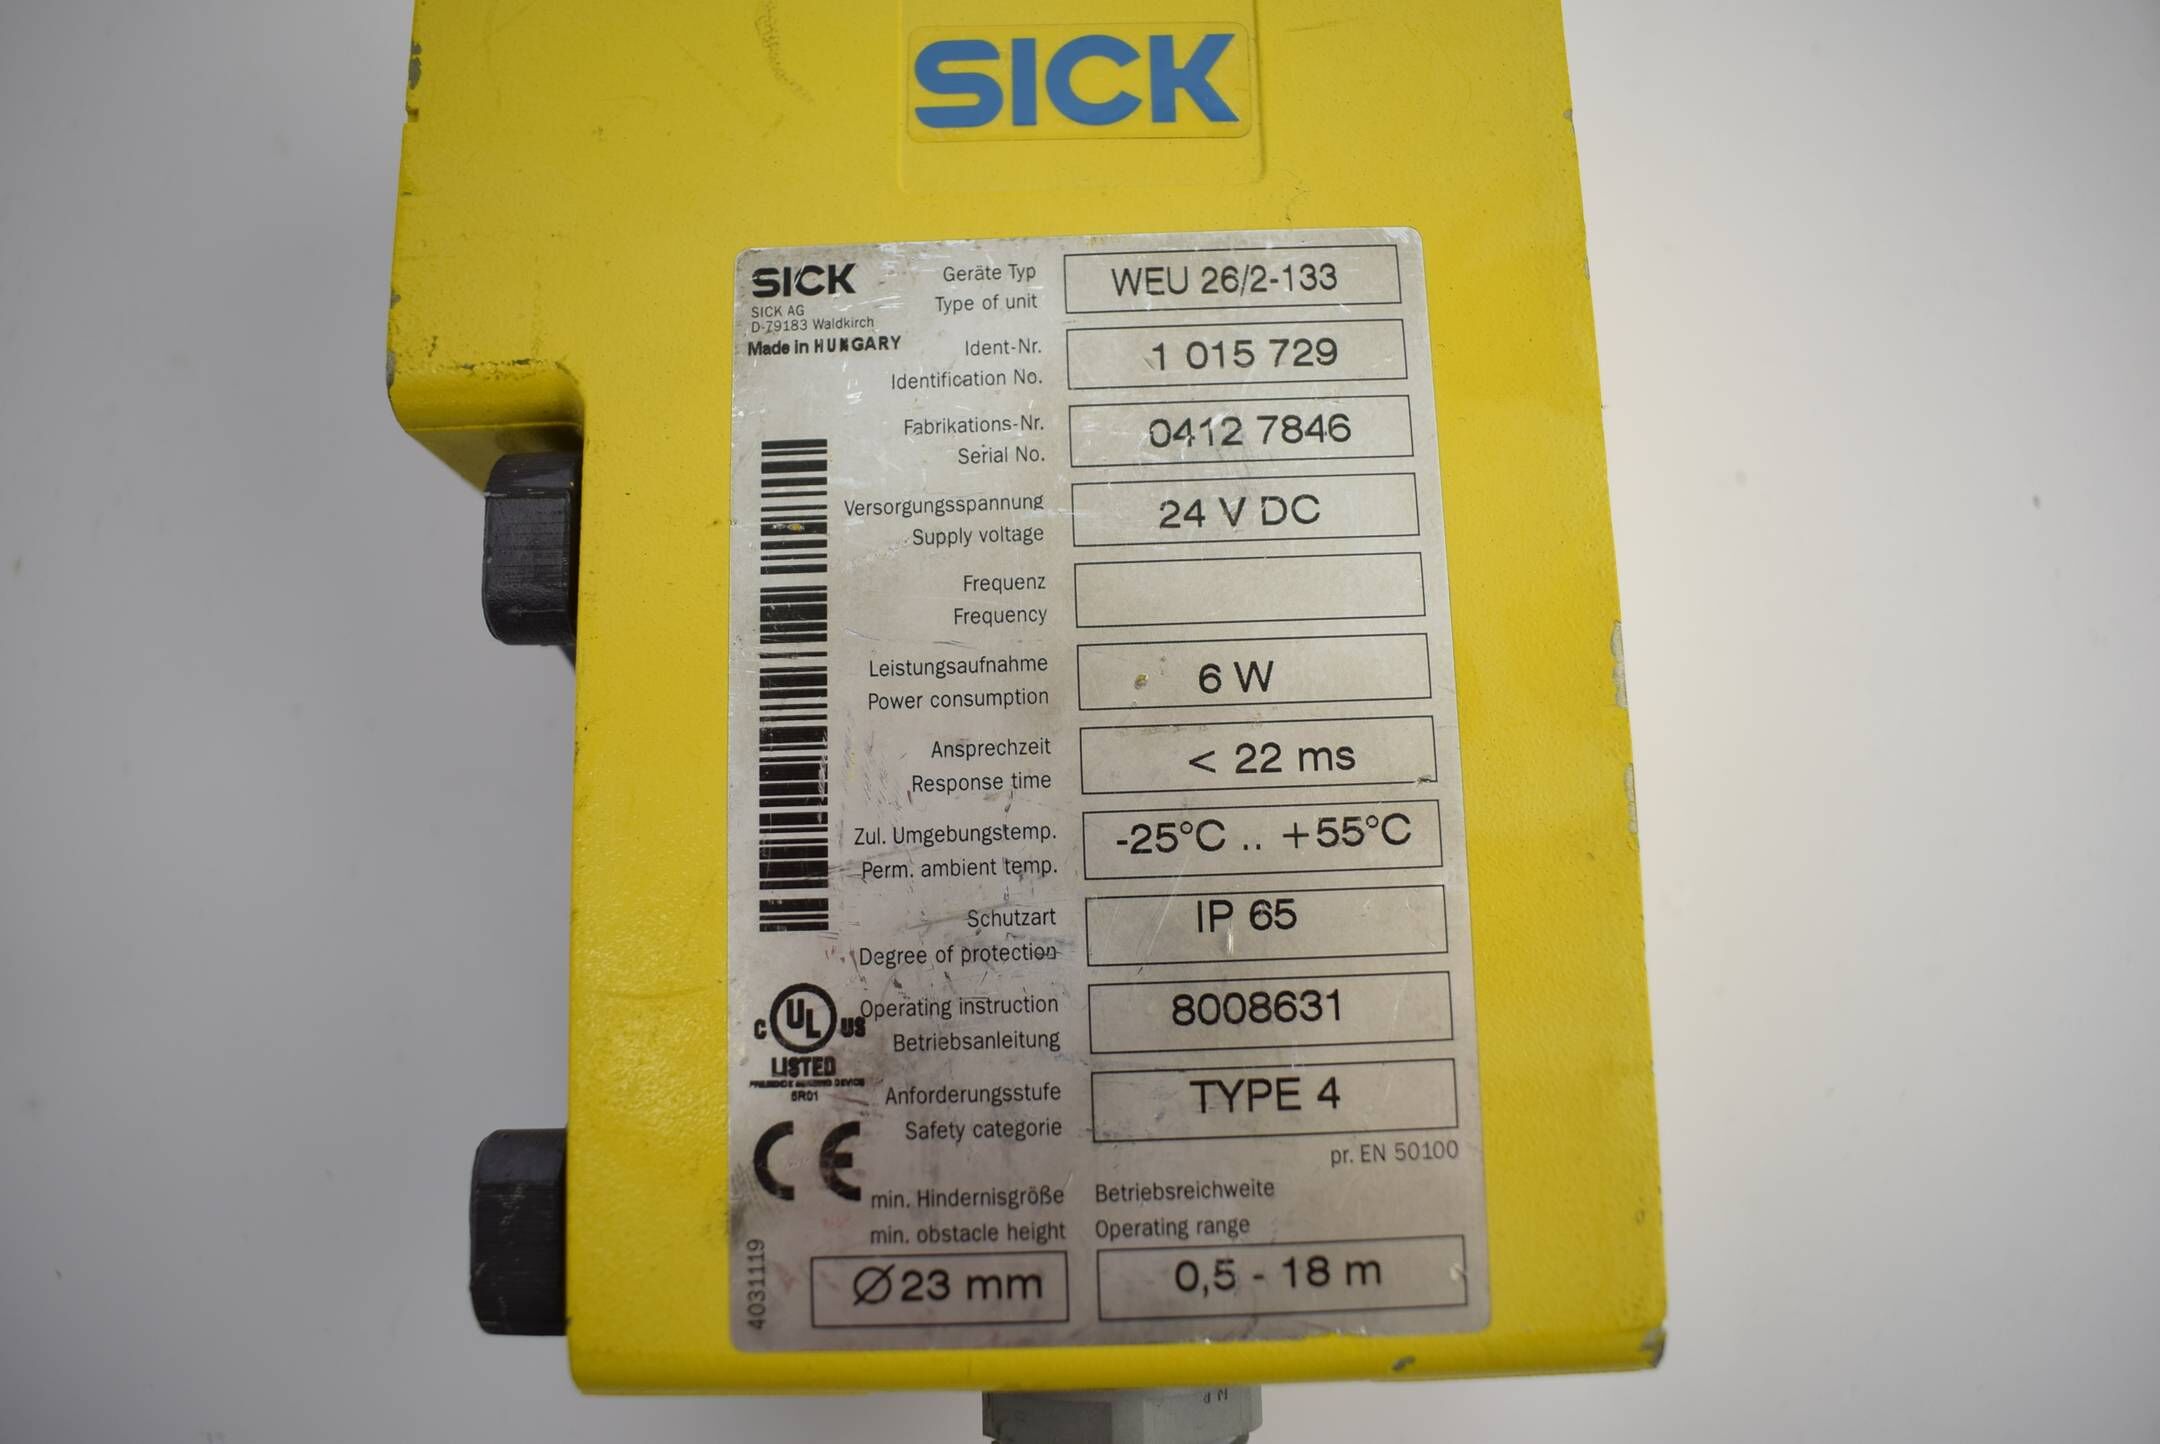 SICK
SICK
SICK AG
D-79183 Waldkirch
Made in HUNGARY
Geräte Typ
Type of unit
WEU 26/2-133
Ident-Nr.
Identification No.
1 015 729
Fabrikations-Nr.
Serial No.
0412 7846
Versorgungsspannung
Supply voltage
24 V DC
Frequenz
Frequency
Leistungsaufnahme
Power consumption
6 W
Ansprechzeit
Response time
< 22 ms
Zul. Umgebungstemp.
Perm. ambient temp.
-25°C .. +55°C
Schutzart
Degree of protection
IP 65
Operating instruction
Betriebsanleitung
8008631
C UL US
LISTED
5R01
Anforderungsstufe
Safety categorie
TYPE 4
pr. EN 50100
CE
min. Hindernisgröße
min. obstacle height
Ø23 mm
Betriebsreichweite
Operating range
0,5 - 18 m
4031119